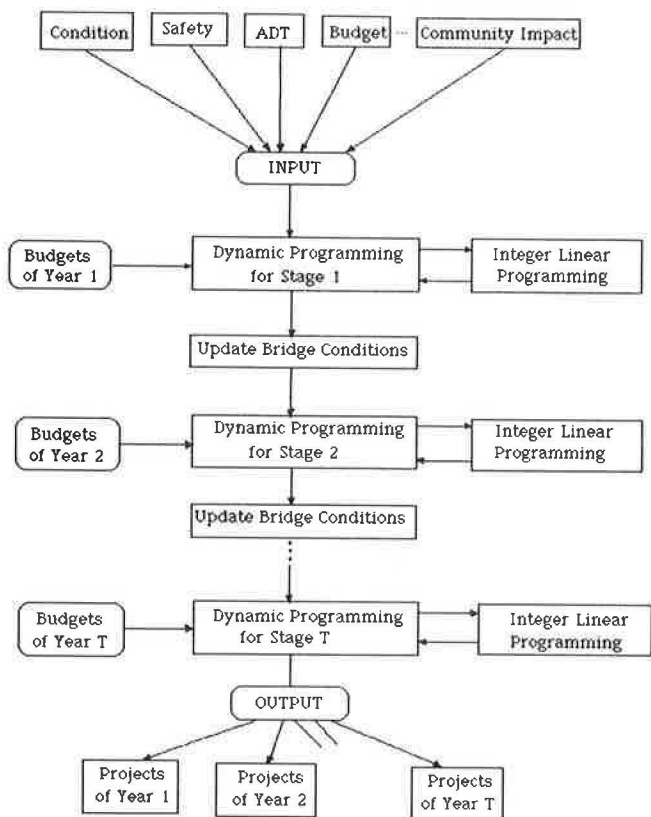 Condition
Safety
ADT
Budget ... Community Impact
INPUT
Budgets
of Year 1
Dynamic Programming
for Stage 1
Integer Linear
Programming
Update Bridge Conditions
Budgets
of Year 2
Dynamic Programming
for Stage 2
Integer Linear
Programming
Update Bridge Conditions
Budgets
of Year T
Dynamic Programming
for Stage T
Integer Linear
Programming
OUTPUT
Projects
of Year 1
Projects
of Year 2
Projects
of Year T